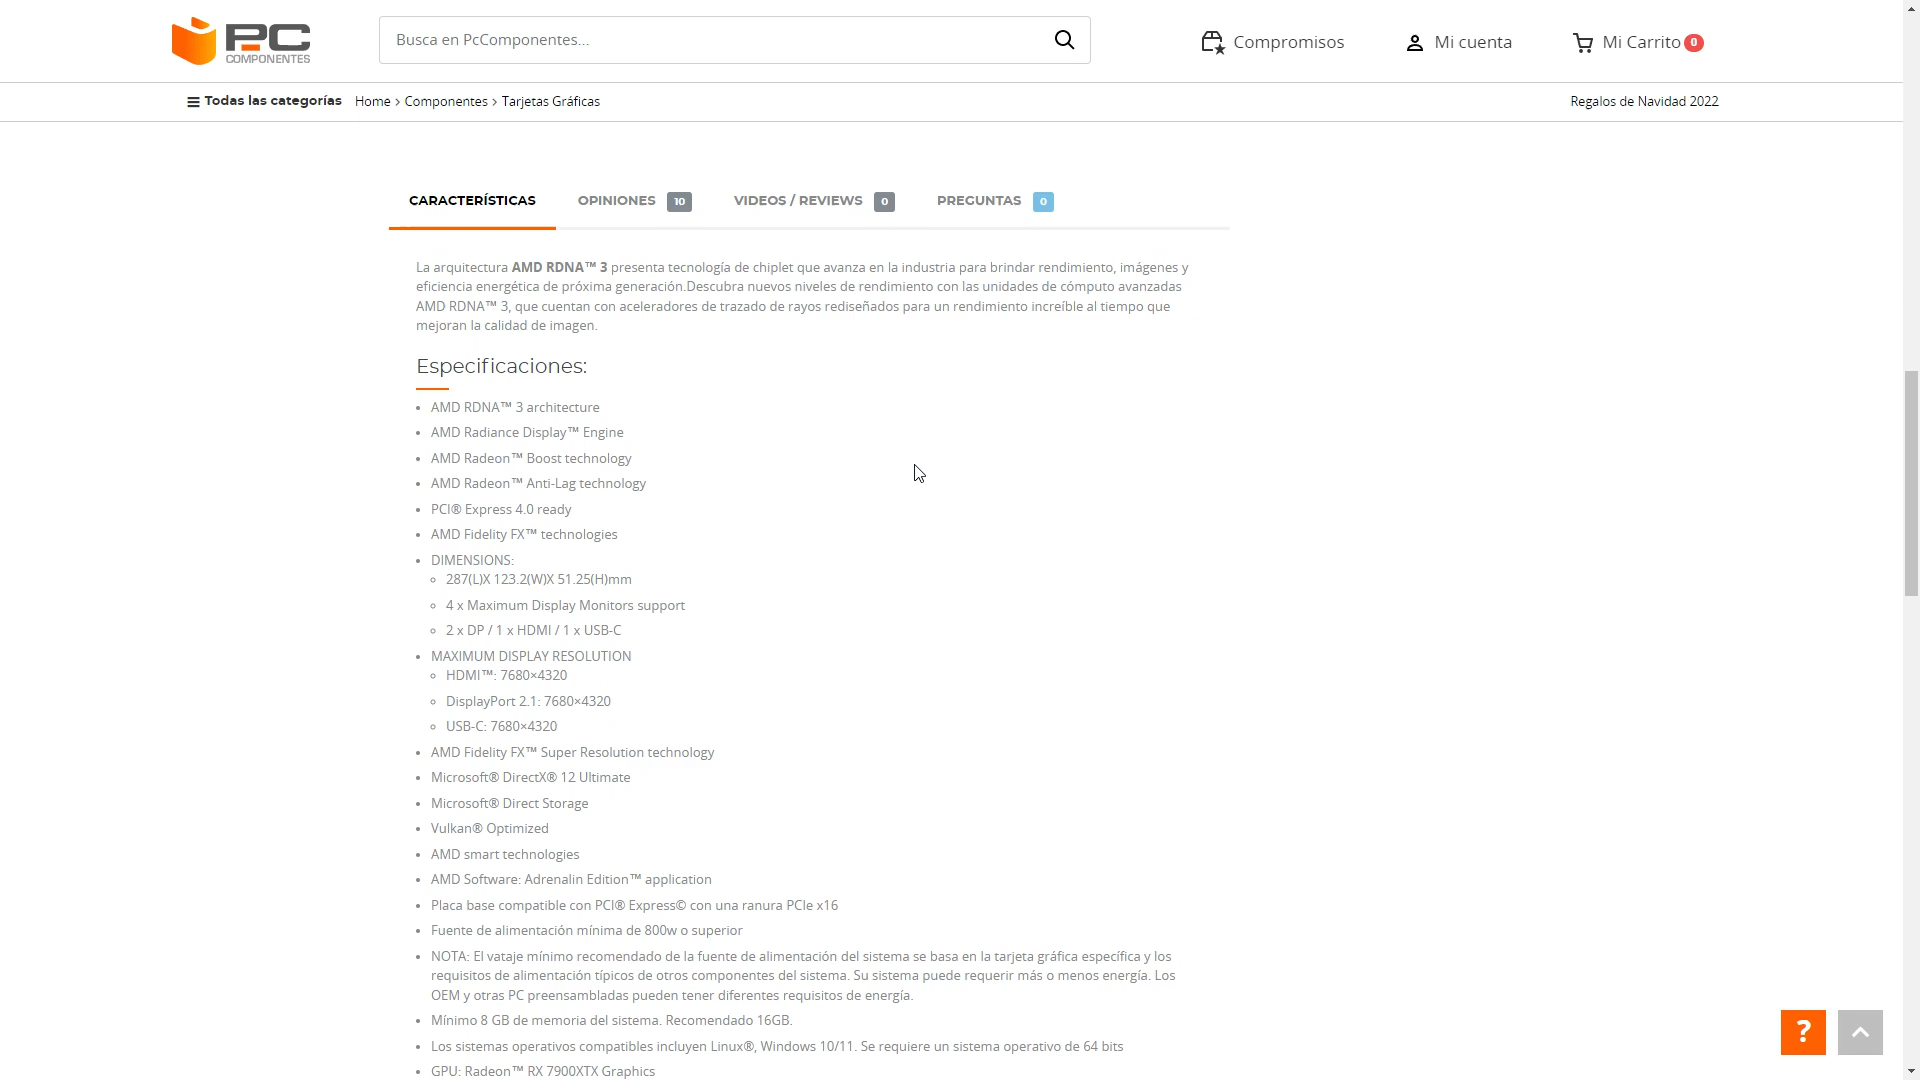 PC
COMPONENTES
Busca en PcComponentes...
Compromisos
Mi cuenta
Mi Carrito 0
Todas las categorías
Home › Componentes › Tarjetas Gráficas
Regalos de Navidad 2022
CARACTERÍSTICAS
OPINIONES 10
VIDEOS / REVIEWS 0
PREGUNTAS 0
La arquitectura AMD RDNA™ 3 presenta tecnología de chiplet que avanza en la industria para brindar rendimiento, imágenes y
eficiencia energética de próxima generación.Descubra nuevos niveles de rendimiento con las unidades de cómputo avanzadas
AMD RDNA™ 3, que cuentan con aceleradores de trazado de rayos rediseñados para un rendimiento increíble al tiempo que
mejoran la calidad de imagen.
Especificaciones:
AMD RDNA™ 3 architecture
AMD Radiance Display™ Engine
AMD Radeon™ Boost technology
AMD Radeon™ Anti-Lag technology
PCI® Express 4.0 ready
AMD Fidelity FX™ technologies
DIMENSIONS:
287(L)X 123.2(W)X 51.25(H)mm
4 x Maximum Display Monitors support
2 x DP / 1 x HDMI / 1 x USB-C
MAXIMUM DISPLAY RESOLUTION
HDMI™: 7680×4320
DisplayPort 2.1: 7680×4320
USB-C: 7680×4320
AMD Fidelity FX™ Super Resolution technology
Microsoft® DirectX® 12 Ultimate
Microsoft® Direct Storage
Vulkan® Optimized
AMD smart technologies
AMD Software: Adrenalin Edition™ application
Placa base compatible con PCI® Express© con una ranura PCIe x16
Fuente de alimentación mínima de 800w o superior
NOTA: El vataje mínimo recomendado de la fuente de alimentación del sistema se basa en la tarjeta gráfica específica y los
requisitos de alimentación típicos de otros componentes del sistema. Su sistema puede requerir más o menos energía. Los
OEM y otras PC preensambladas pueden tener diferentes requisitos de energía.
Mínimo 8 GB de memoria del sistema. Recomendado 16GB.
Los sistemas operativos compatibles incluyen Linux®, Windows 10/11. Se requiere un sistema operativo de 64 bits
GPU: Radeon™ RX 7900XTX Graphics
?